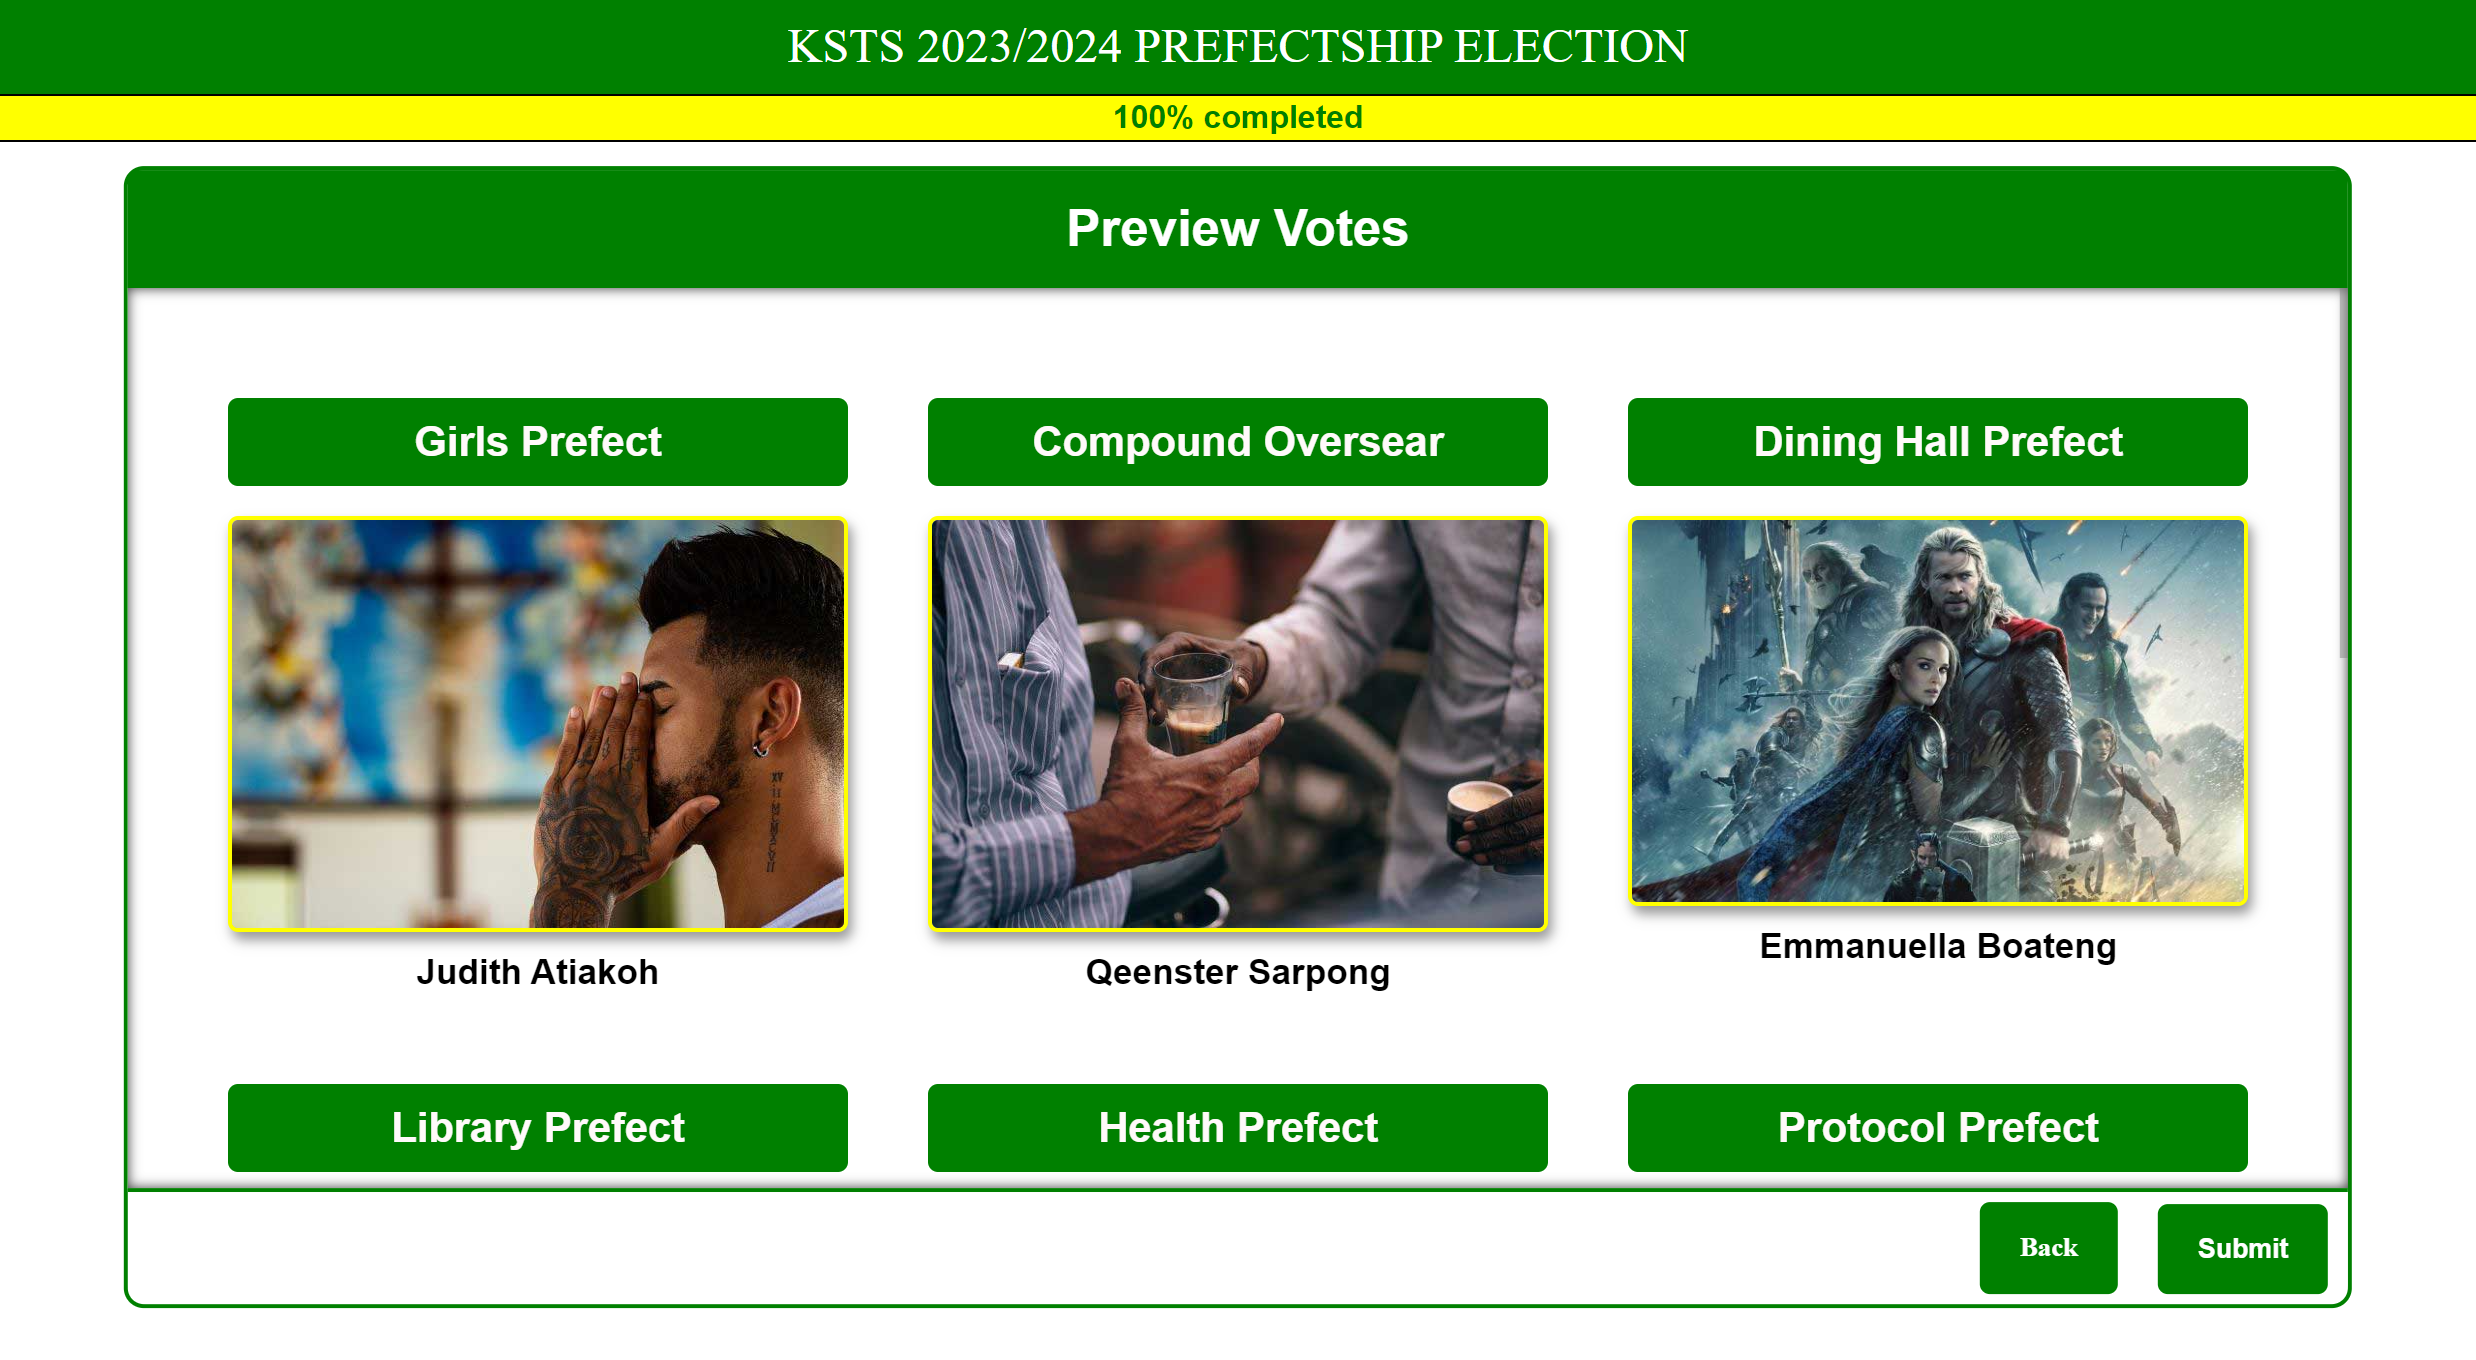 KSTS 2023/2024 PREFECTSHIP ELECTION
100% completed
Preview Votes
Girls Prefect
Compound Oversear
Dining Hall Prefect
Judith Atiakoh
Qeenster Sarpong
Emmanuella Boateng
Library Prefect
Health Prefect
Protocol Prefect
Back
Submit